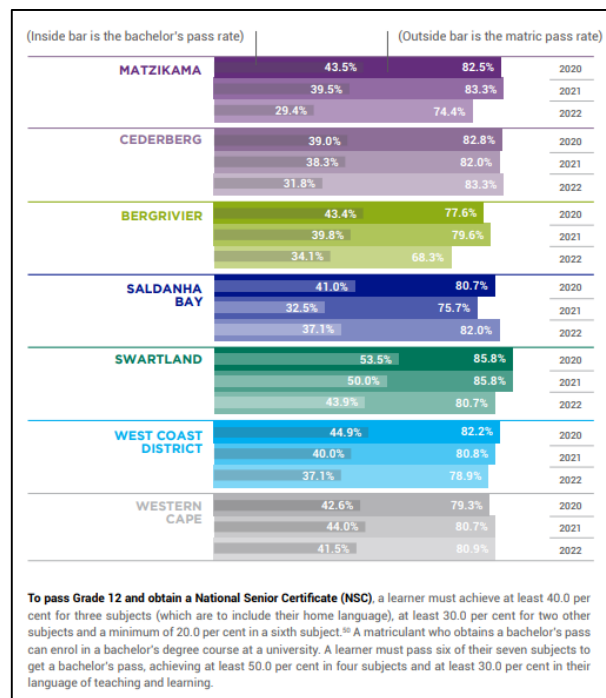 (Inside bar is the bachelor's pass rate) (Outside bar is the matric pass rate)
MATZIKAMA 43.5% 82.5% 2020
39.5% 83.3% 2021
29.4% 74.4% 2022
CEDERBERG 39.0% 82.8% 2020
38.3% 82.0% 2021
31.8% 83.3% 2022
BERGRIVIER 43.4% 77.6% 2020
39.8% 79.6% 2021
34.1% 68.3% 2022
SALDANHA 41.0% 80.7% 2020
BAY 32.5% 75.7% 2021
37.1% 82.0% 2022
SWARTLAND 53.5% 85.8% 2020
50.0% 85.8% 2021
43.9% 80.7% 2022
WEST COAST 44.9% 82.2% 2020
DISTRICT 40.0% 80.8% 2021
37.1% 78.9% 2022
WESTERN 42.6% 79.3% 2020
CAPE 44.0% 80.7% 2021
41.5% 80.9% 2022
To pass Grade 12 and obtain a National Senior Certificate (NSC), a learner must achieve at least 40.0 per
cent for three subjects (which are to include their home language), at least 30.0 per cent for two other
subjects and a minimum of 20.0 per cent in a sixth subject.⁵⁰ A matriculant who obtains a bachelor's pass
can enrol in a bachelor's degree course at a university. A learner must pass six of their seven subjects to
get a bachelor's pass, achieving at least 50.0 per cent in four subjects and at least 30.0 per cent in their
language of teaching and learning.